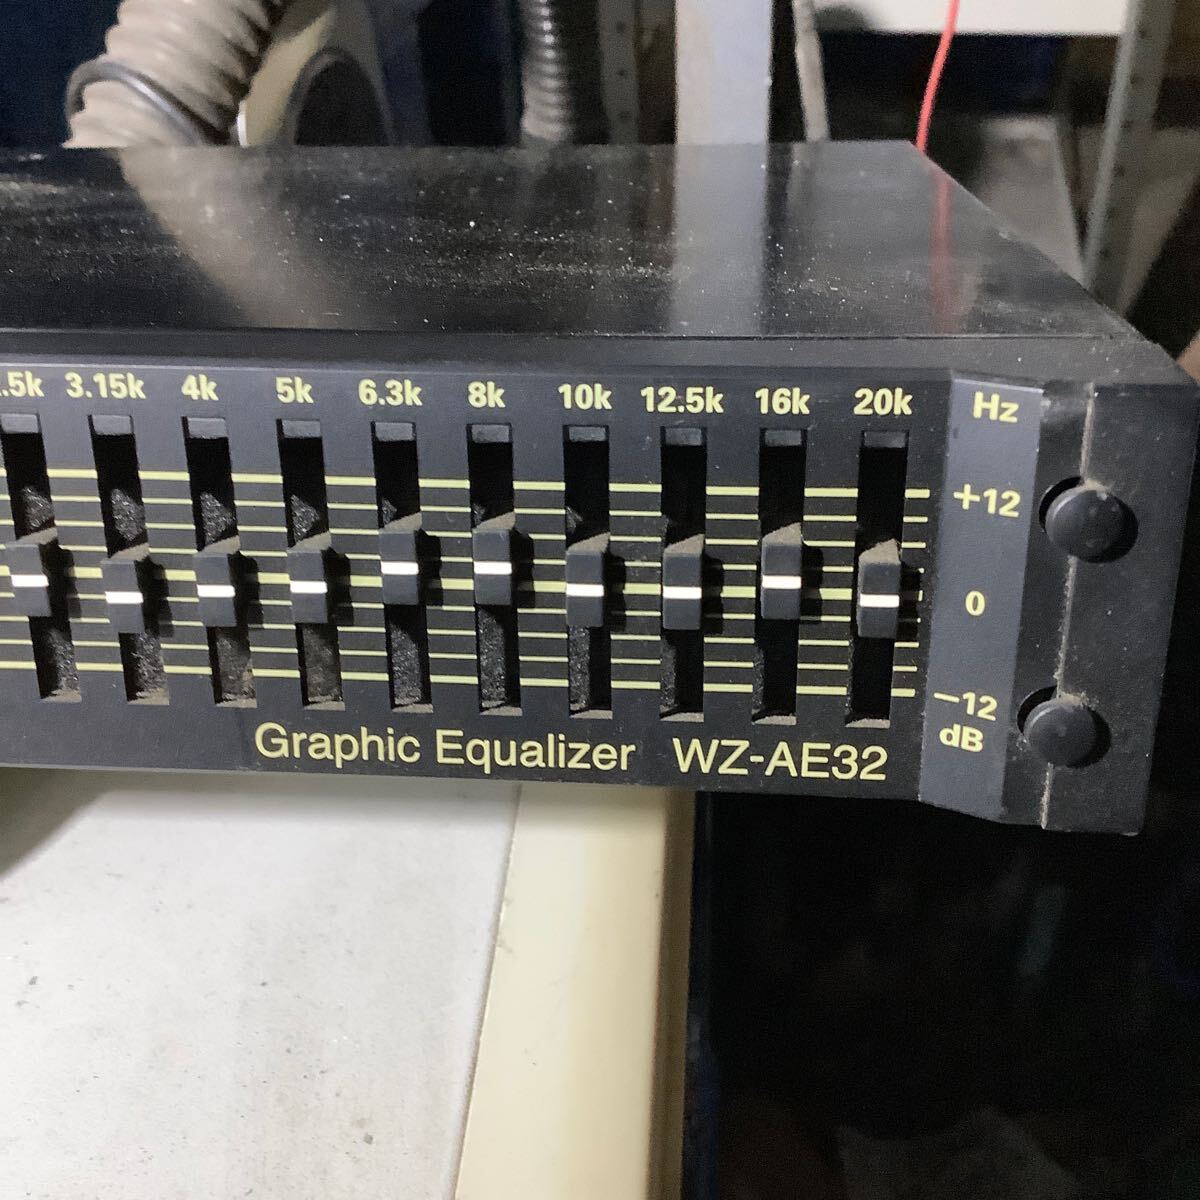 3.15k 4k 5k 6.3k 8k 10k 12.5k 16k 20k Hz
+12
0
−12
dB
Graphic Equalizer WZ-AE32